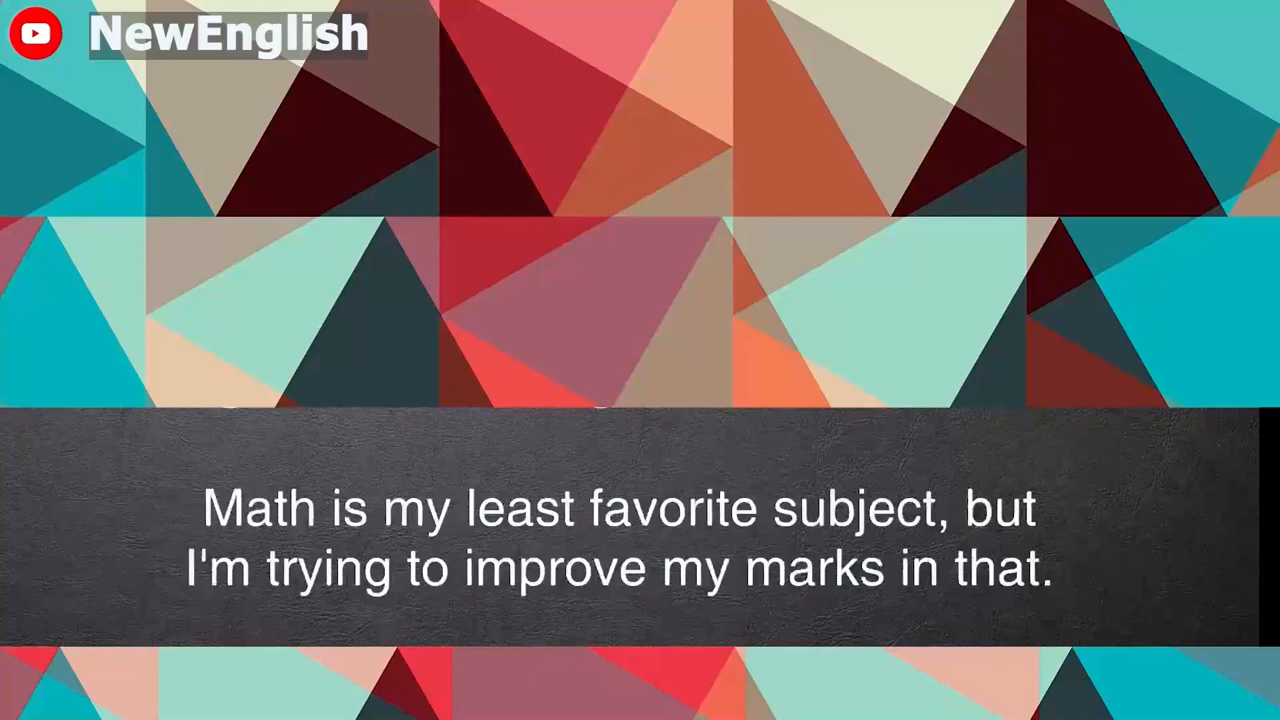 NewEnglish
Math is my least favorite subject, but
I'm trying to improve my marks in that.